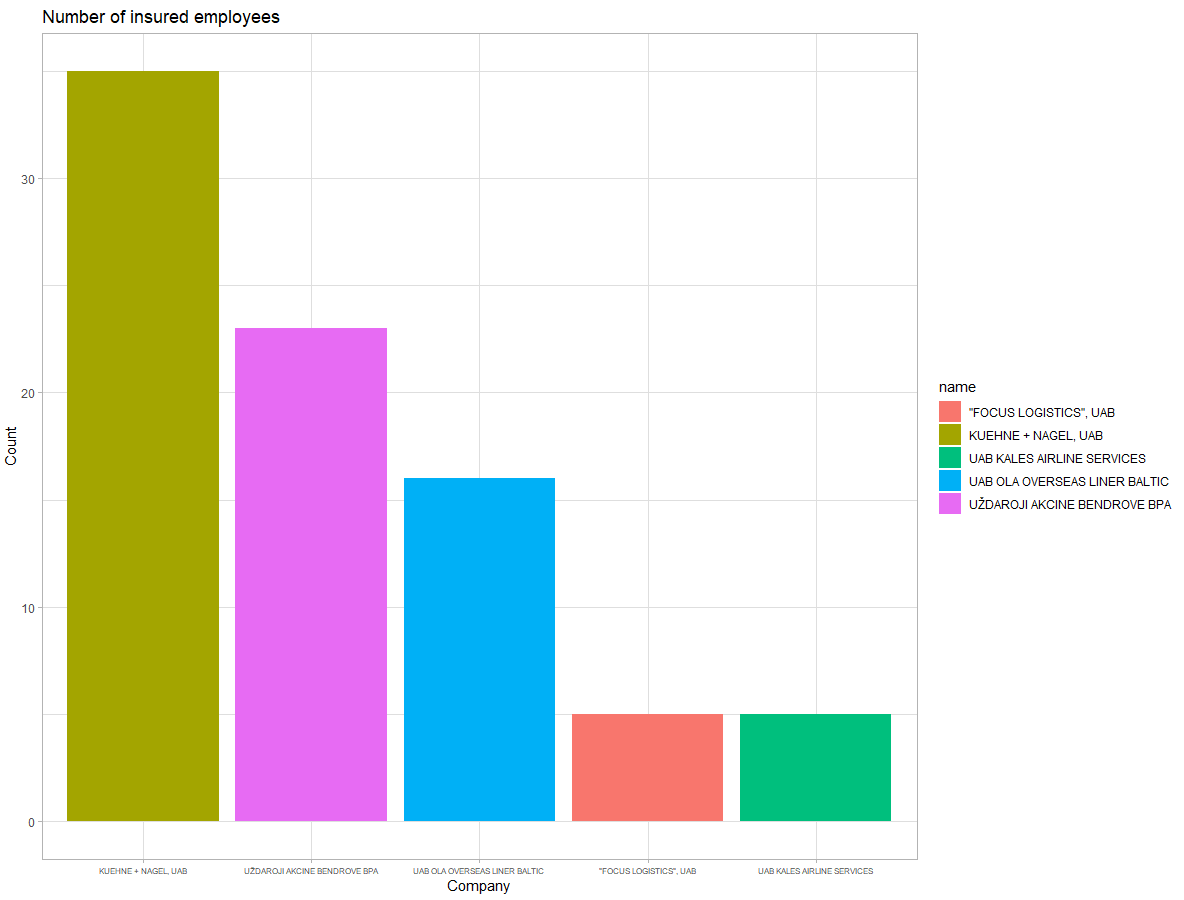 Number of insured employees
30
20
10
0
Count
KUEHNE + NAGEL, UAB
UŽDAROJI AKCINE BENDROVE BPA
UAB OLA OVERSEAS LINER BALTIC
"FOCUS LOGISTICS", UAB
UAB KALES AIRLINE SERVICES
Company
name
"FOCUS LOGISTICS", UAB
KUEHNE + NAGEL, UAB
UAB KALES AIRLINE SERVICES
UAB OLA OVERSEAS LINER BALTIC
UŽDAROJI AKCINE BENDROVE BPA